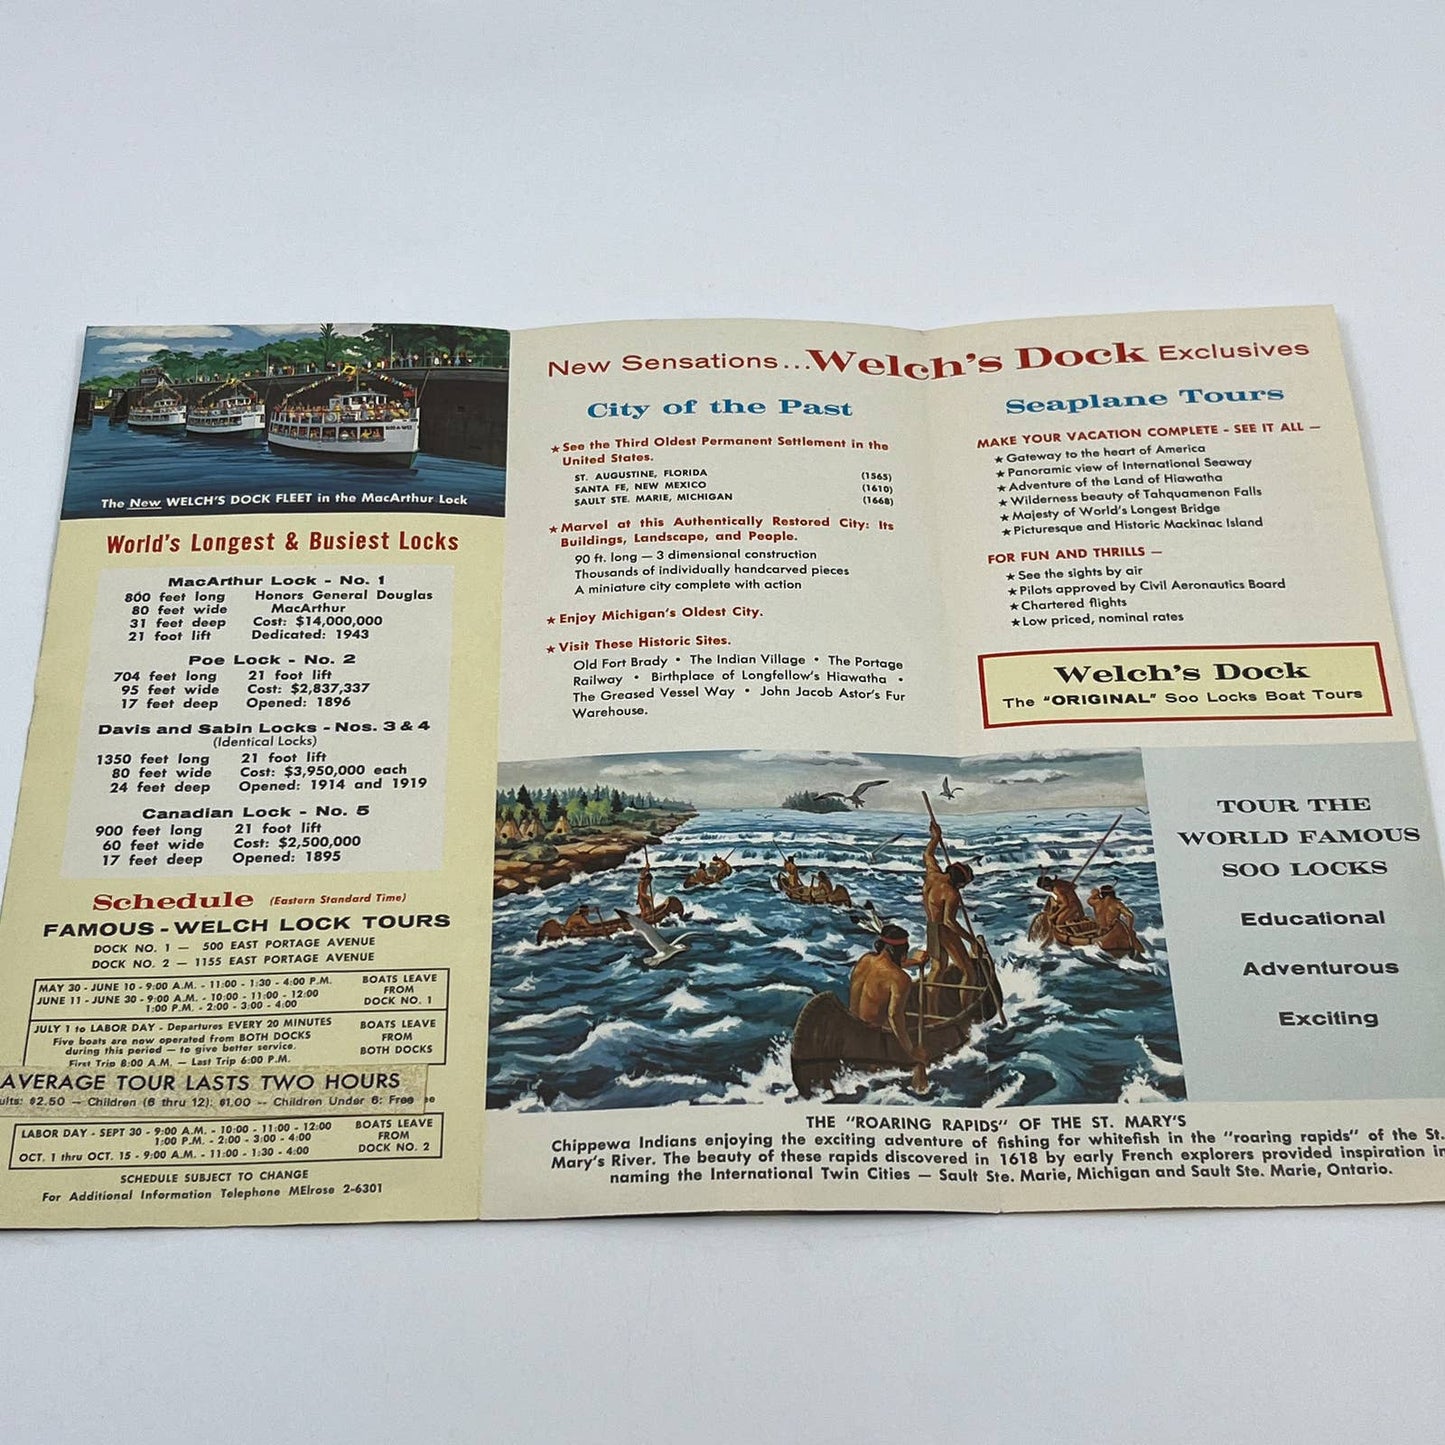 The New WELCH'S DOCK FLEET in the MacArthur Lock
World's Longest & Busiest Locks
MacArthur Lock - No. 1
800 feet long Honors General Douglas
80 feet wide MacArthur
31 feet deep Cost: $14,000,000
21 foot lift Dedicated: 1943
Poe Lock - No. 2
704 feet long 21 foot lift
95 feet wide Cost: $2,837,337
17 feet deep Opened: 1896
Davis and Sabin Locks - Nos. 3 & 4
(Identical Locks)
1350 feet long 21 foot lift
80 feet wide Cost: $3,950,000 each
24 feet deep Opened: 1914 and 1919
Canadian Lock - No. 5
900 feet long 21 foot lift
60 feet wide Cost: $2,500,000
17 feet deep Opened: 1895
Schedule (Eastern Standard Time)
FAMOUS - WELCH LOCK TOURS
DOCK NO. 1 — 500 EAST PORTAGE AVENUE
DOCK NO. 2 — 1155 EAST PORTAGE AVENUE
MAY 30 - JUNE 10 - 9:00 A.M. - 11:00 - 1:30 - 4:00 P.M.
JUNE 11 - JUNE 30 - 9:00 A.M. - 10:00 - 11:00 - 12:00
1:00 P.M. - 2:00 - 3:00 - 4:00
BOATS LEAVE
FROM
DOCK NO. 1
JULY 1 to LABOR DAY - Departures EVERY 20 MINUTES
Five boats are now operated from BOTH DOCKS
during this period — to give better service.
First Trip 8:00 A.M. — Last Trip 6:00 P.M.
BOATS LEAVE
FROM
BOTH DOCKS
AVERAGE TOUR LASTS TWO HOURS
ults: $2.50 — Children (6 thru 12): $1.00 -- Children Under 6: Free
LABOR DAY - SEPT 30 - 9:00 A.M. - 10:00 - 11:00 - 12:00
1:00 P.M. - 2:00 - 3:00 - 4:00
OCT. 1 thru OCT. 15 - 9:00 A.M. - 11:00 - 1:30 - 4:00
BOATS LEAVE
FROM
DOCK NO. 2
SCHEDULE SUBJECT TO CHANGE
For Additional Information Telephone MElrose 2-6301
New Sensations...Welch's Dock Exclusives
City of the Past
★ See the Third Oldest Permanent Settlement in the
United States.
ST. AUGUSTINE, FLORIDA (1565)
SANTA FE, NEW MEXICO (1610)
SAULT STE. MARIE, MICHIGAN (1668)
★ Marvel at this Authentically Restored City: Its
Buildings, Landscape, and People.
90 ft. long — 3 dimensional construction
Thousands of individually handcarved pieces
A miniature city complete with action
★ Enjoy Michigan's Oldest City.
★ Visit These Historic Sites.
Old Fort Brady • The Indian Village • The Portage
Railway • Birthplace of Longfellow's Hiawatha •
The Greased Vessel Way • John Jacob Astor's Fur
Warehouse.
Seaplane Tours
MAKE YOUR VACATION COMPLETE - SEE IT ALL —
★ Gateway to the heart of America
★ Panoramic view of International Seaway
★ Adventure of the Land of Hiawatha
★ Wilderness beauty of Tahquamenon Falls
★ Majesty of World's Longest Bridge
★ Picturesque and Historic Mackinac Island
FOR FUN AND THRILLS —
★ See the sights by air
★ Pilots approved by Civil Aeronautics Board
★ Chartered flights
★ Low priced, nominal rates
Welch's Dock
The "ORIGINAL" Soo Locks Boat Tours
TOUR THE
WORLD FAMOUS
SOO LOCKS
Educational
Adventurous
Exciting
THE "ROARING RAPIDS" OF THE ST. MARY'S
Chippewa Indians enjoying the exciting adventure of fishing for whitefish in the "roaring rapids" of the St.
Mary's River. The beauty of these rapids discovered in 1618 by early French explorers provided inspiration in
naming the International Twin Cities — Sault Ste. Marie, Michigan and Sault Ste. Marie, Ontario.